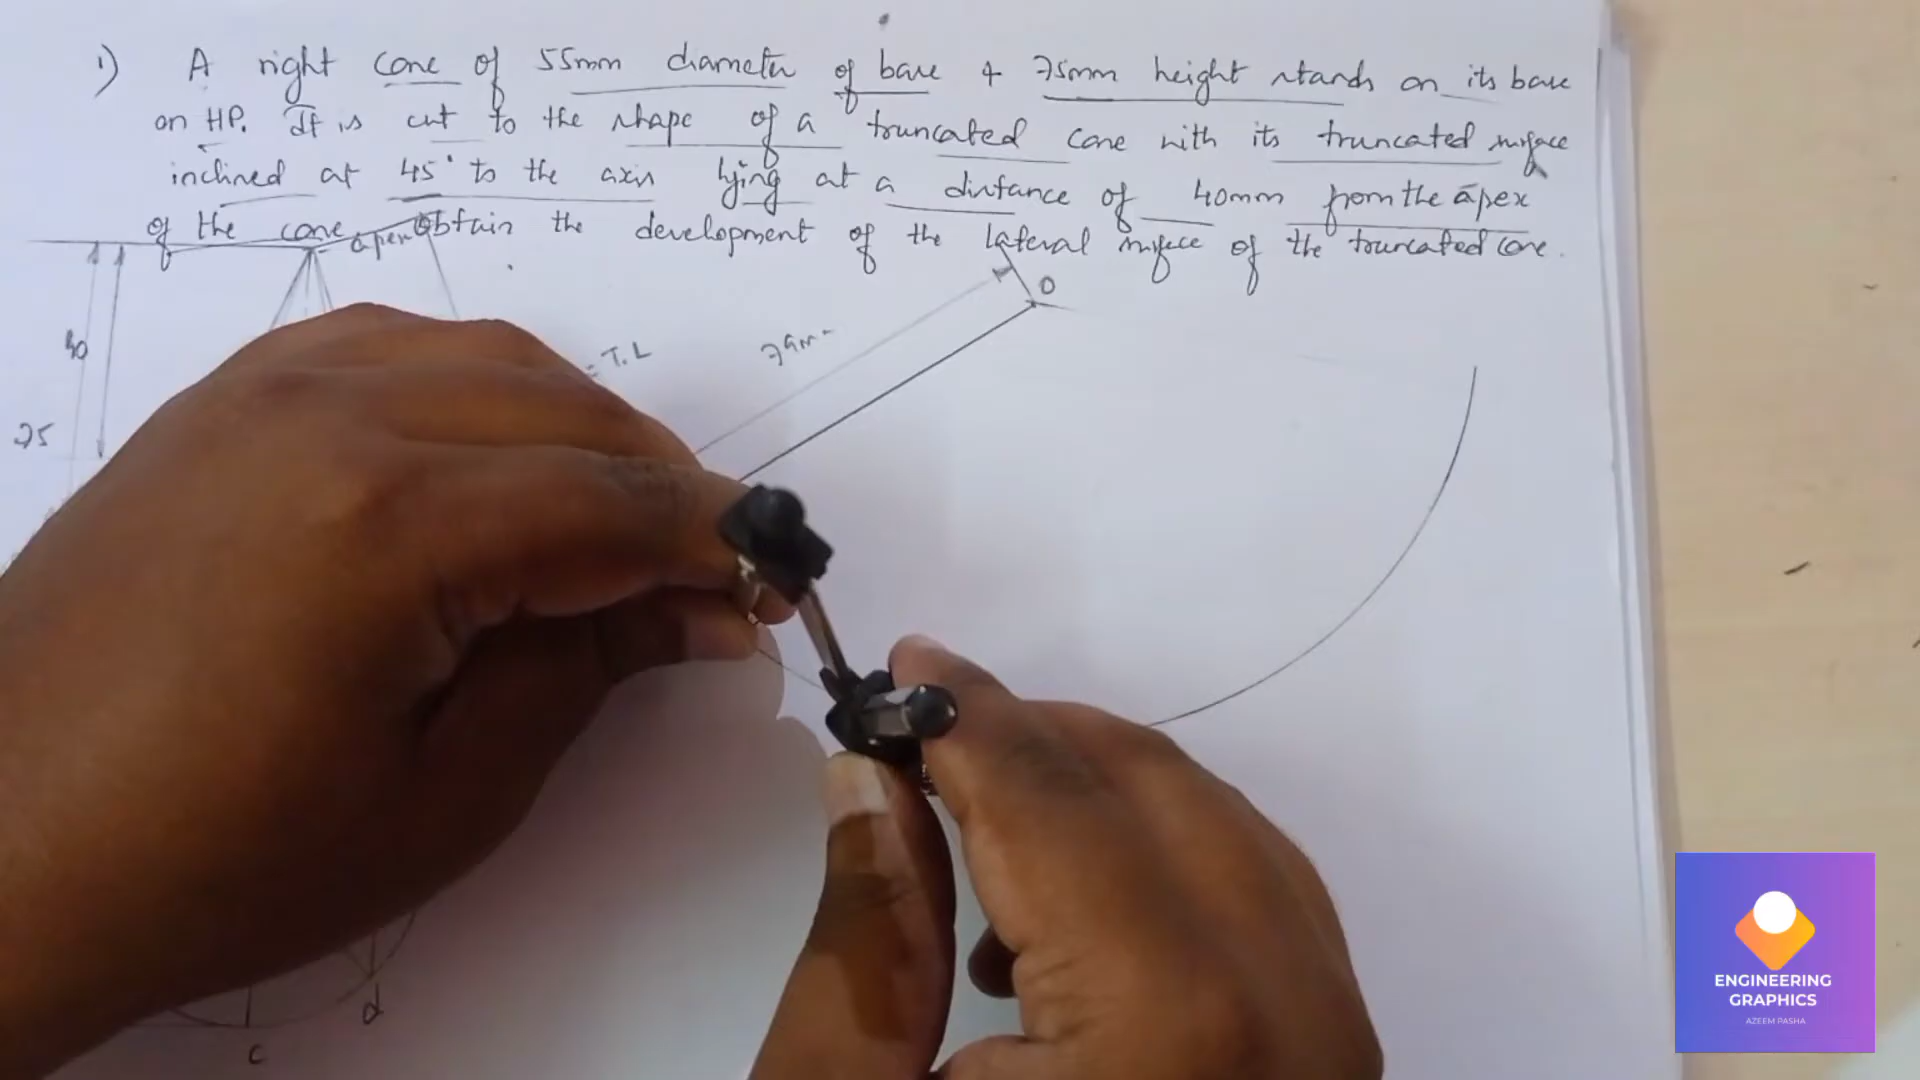 1) A right cone of 55mm diameter of base & 75mm height stands on its base
on HP. It is cut to the shape of a truncated cone with its truncated surface
inclined at 45° to the axis lying at a distance of 40mm from the apex
of the cone. Obtain the development of the lateral surface of the truncated cone.
apex
O
40
= T.L
79m
75
d
c
ENGINEERING
GRAPHICS
AZEEM PASHA